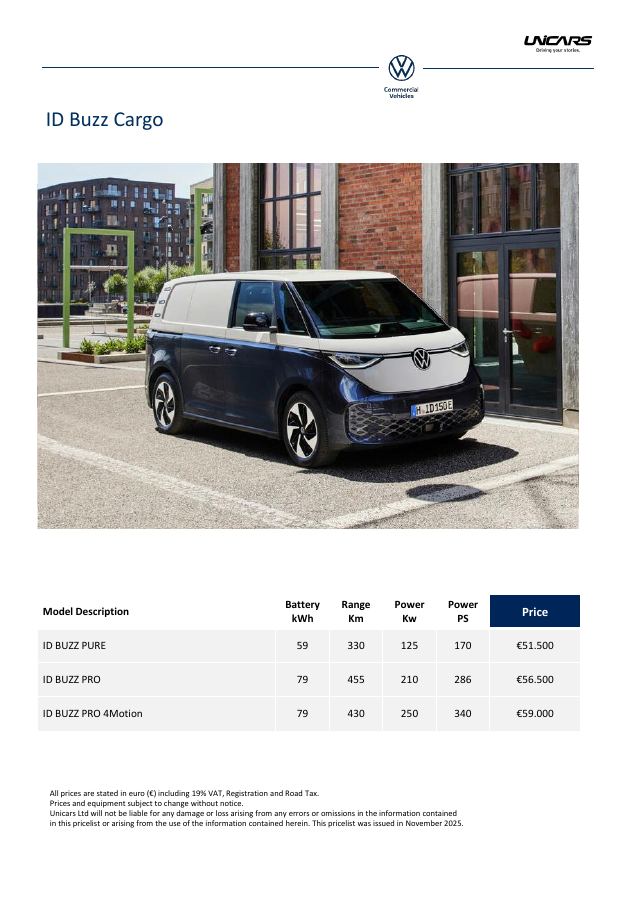 UNICARS
Driving your stories.
Commercial
Vehicles
ID Buzz Cargo
H ID150E
Model Description Battery kWh Range Km Power Kw Power PS Price
ID BUZZ PURE 59 330 125 170 €51.500
ID BUZZ PRO 79 455 210 286 €56.500
ID BUZZ PRO 4Motion 79 430 250 340 €59.000
All prices are stated in euro (€) including 19% VAT, Registration and Road Tax.
Prices and equipment subject to change without notice.
Unicars Ltd will not be liable for any damage or loss arising from any errors or omissions in the information contained
in this pricelist or arising from the use of the information contained herein. This pricelist was issued in November 2025.